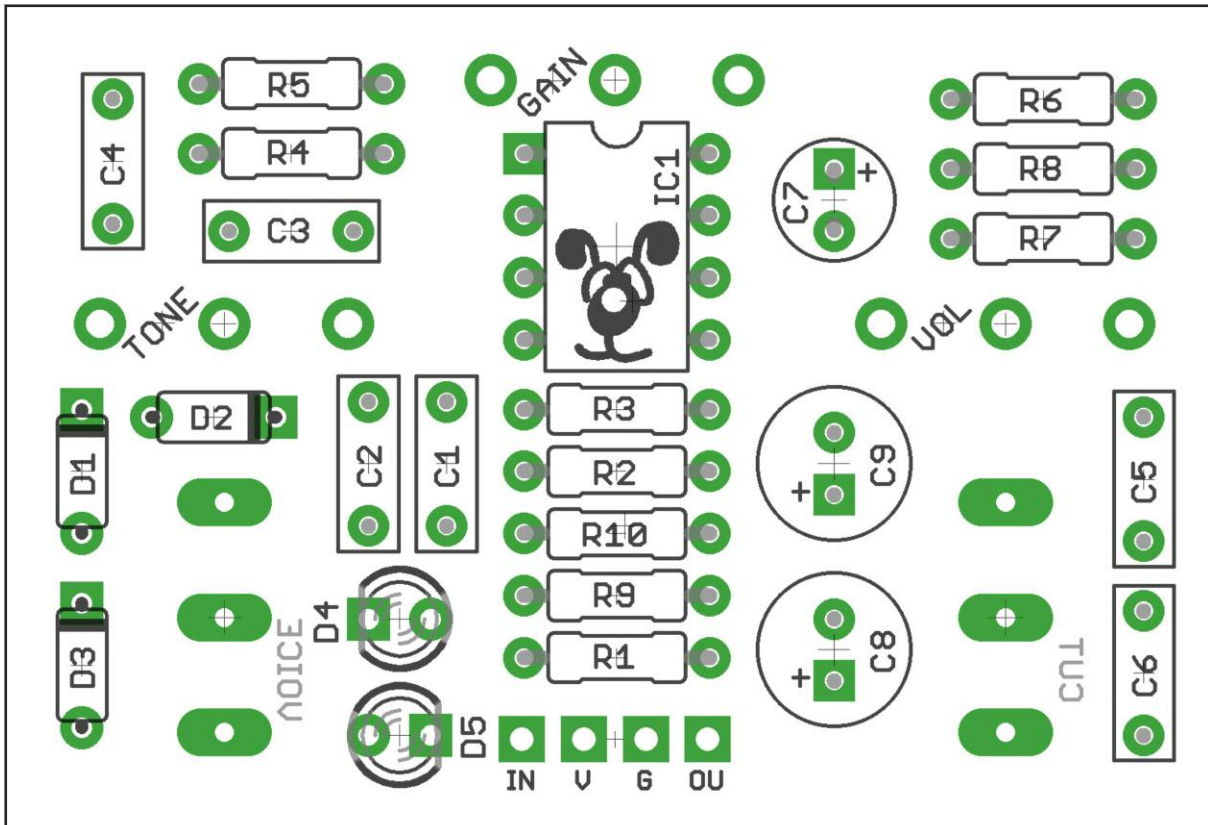 GAIN
R5
R6
C4
R4
IC1
C7
+
R8
C3
R7
TONE
VOL
D2
R3
D1
C2
C1
R2
C9
+
C5
R10
D4
R9
D3
VOICE
R1
C8
+
CUT
C6
D5
IN V G OU